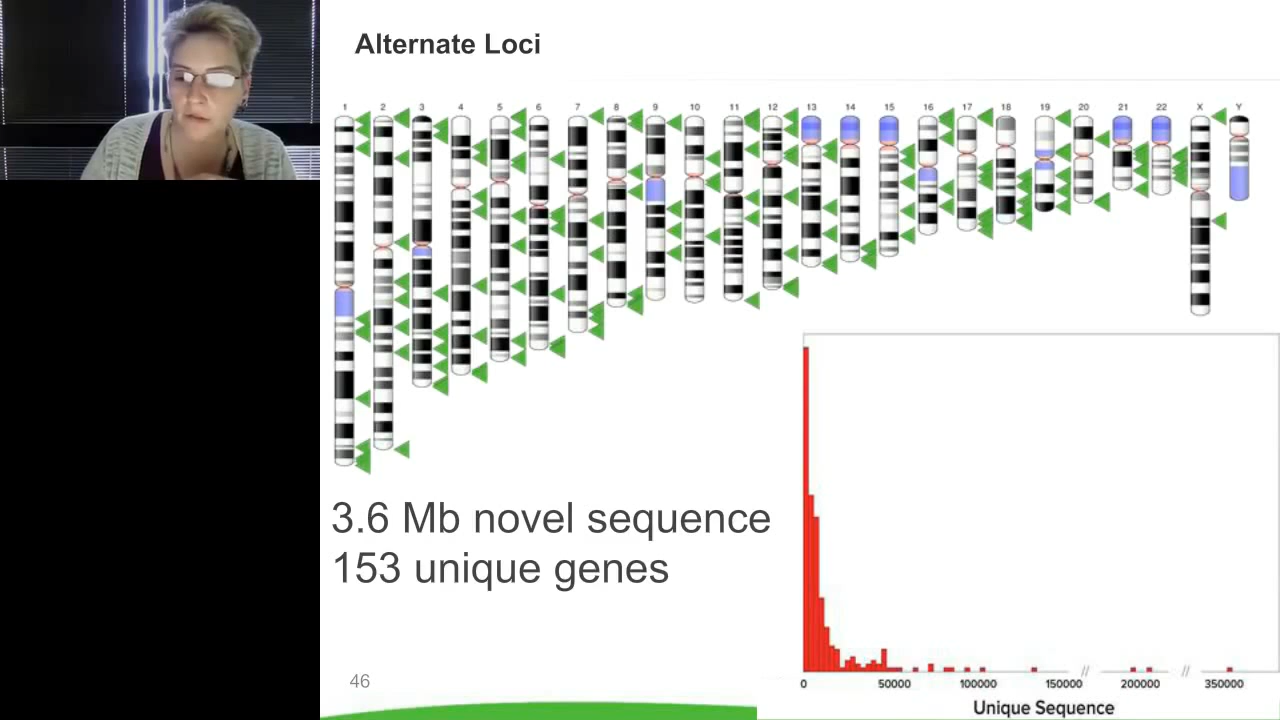 Alternate Loci
1 2 3 4 5 6 7 8 9 10 11 12 13 14 15 16 17 18 19 20 21 22 X Y
3.6 Mb novel sequence
153 unique genes
46
0 50000 100000 150000 // 200000 // 350000
Unique Sequence